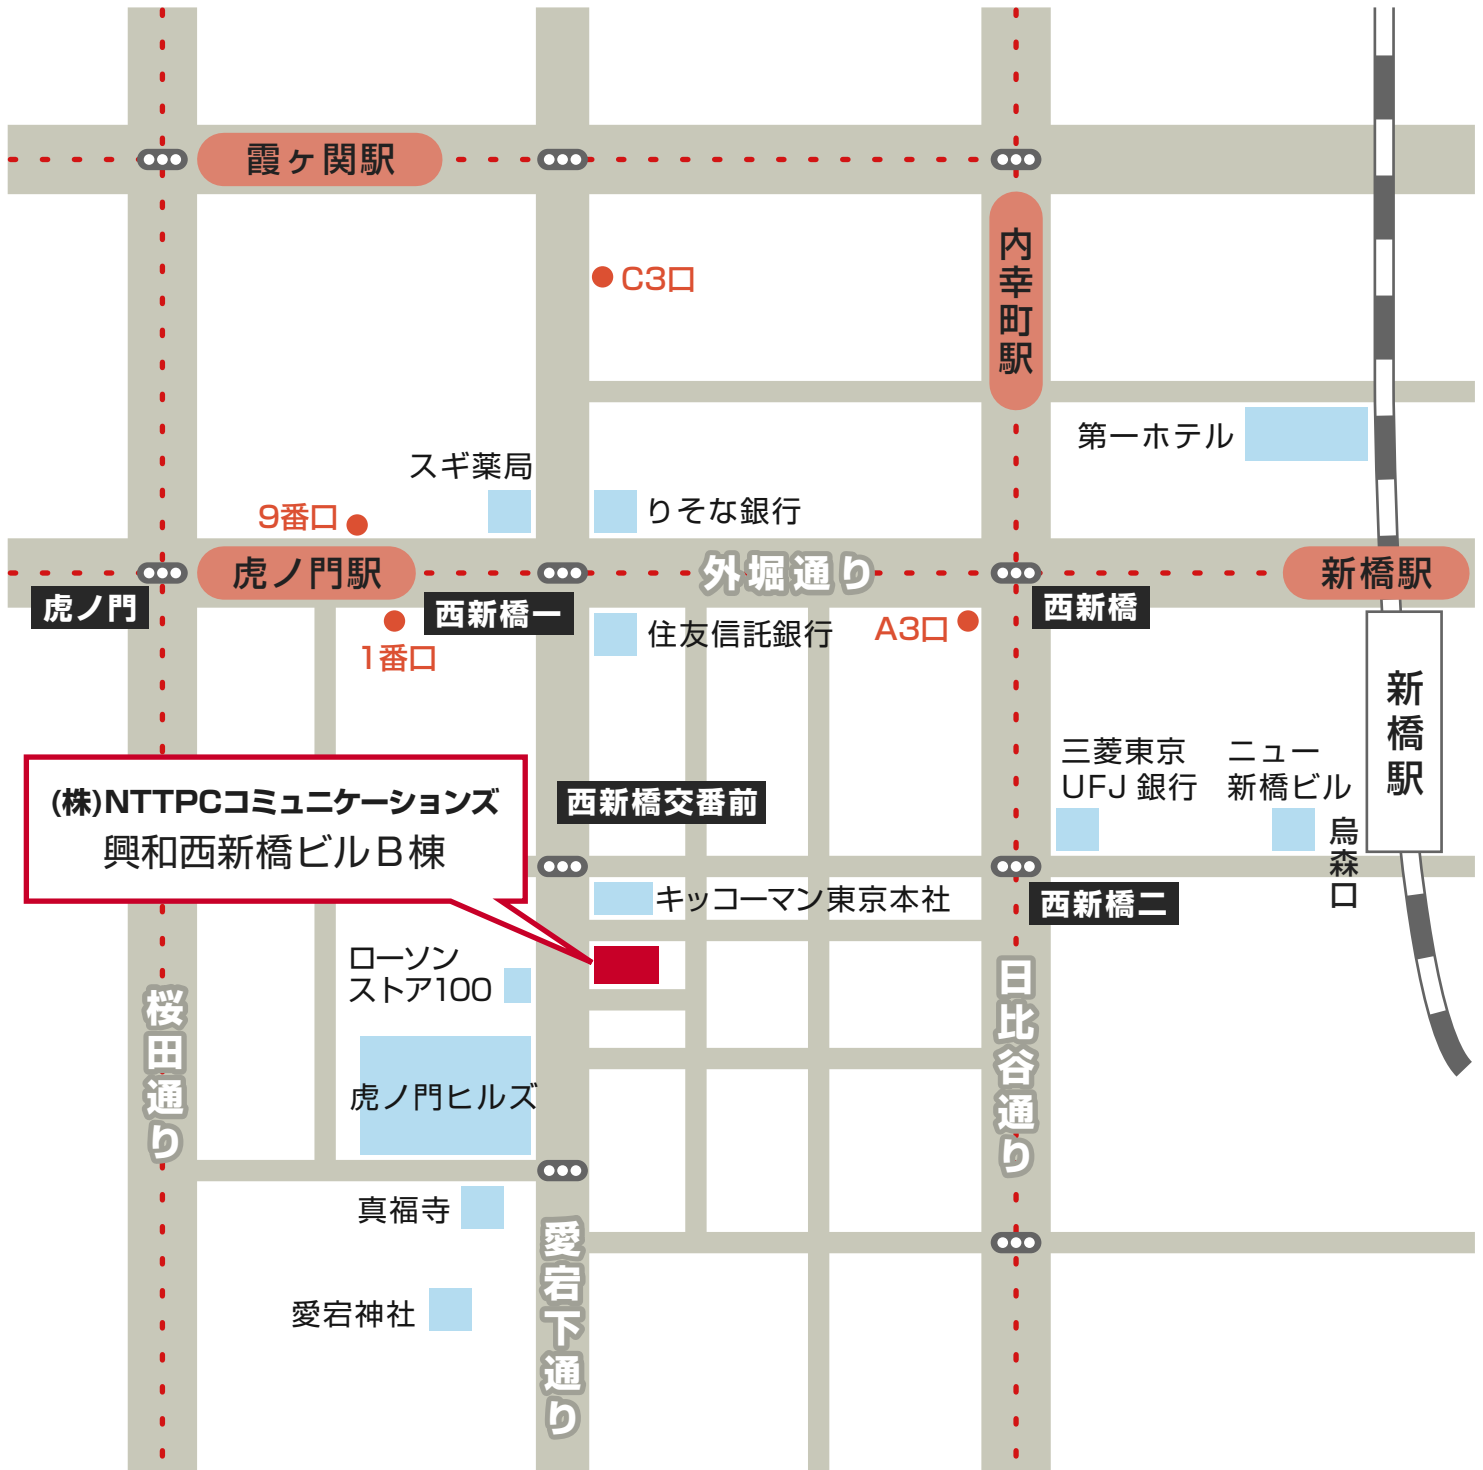 霞ヶ関駅
C3口
内幸町駅
第一ホテル
スギ薬局
りそな銀行
9番口
虎ノ門駅
外堀通り
新橋駅
虎ノ門
西新橋一
西新橋
住友信託銀行
A3口
1番口
新橋駅
三菱東京
UFJ 銀行
ニュー
新橋ビル
烏森口
(株)NTTPCコミュニケーションズ
興和西新橋ビルB棟
西新橋交番前
キッコーマン東京本社
西新橋二
ローソン
ストア100
桜田通り
日比谷通り
虎ノ門ヒルズ
真福寺
愛宕下通り
愛宕神社